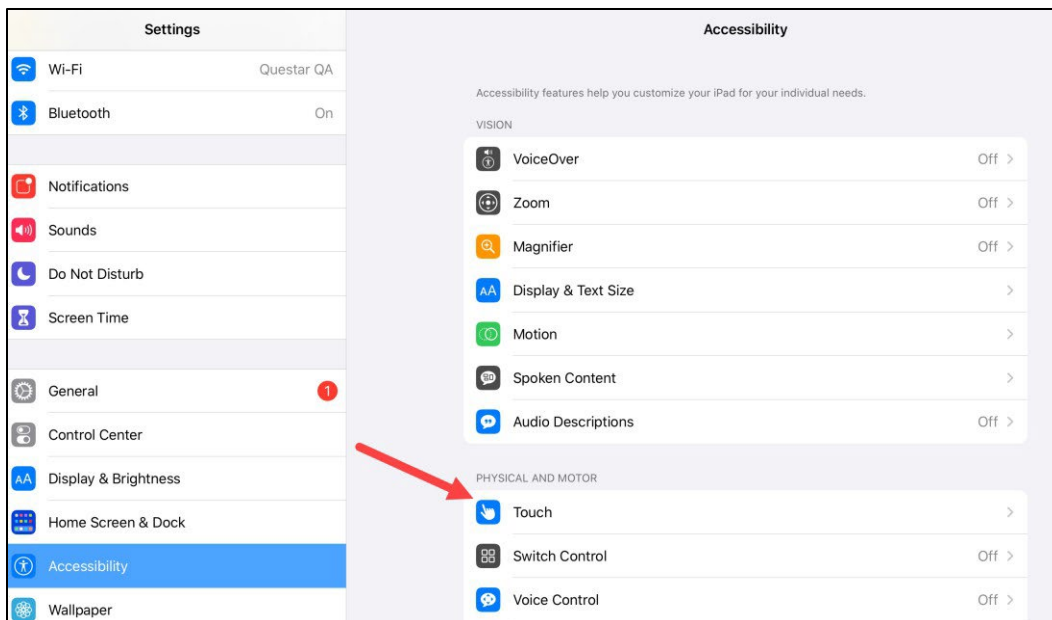 Settings
Wi-Fi Questar QA
Bluetooth On
Notifications
Sounds
Do Not Disturb
Screen Time
General 1
Control Center
AA Display & Brightness
Home Screen & Dock
Accessibility
Wallpaper
Accessibility
Accessibility features help you customize your iPad for your individual needs.
VISION
VoiceOver Off
Zoom Off
Magnifier Off
AA Display & Text Size
Motion
Spoken Content
Audio Descriptions Off
PHYSICAL AND MOTOR
Touch
Switch Control Off
Voice Control Off